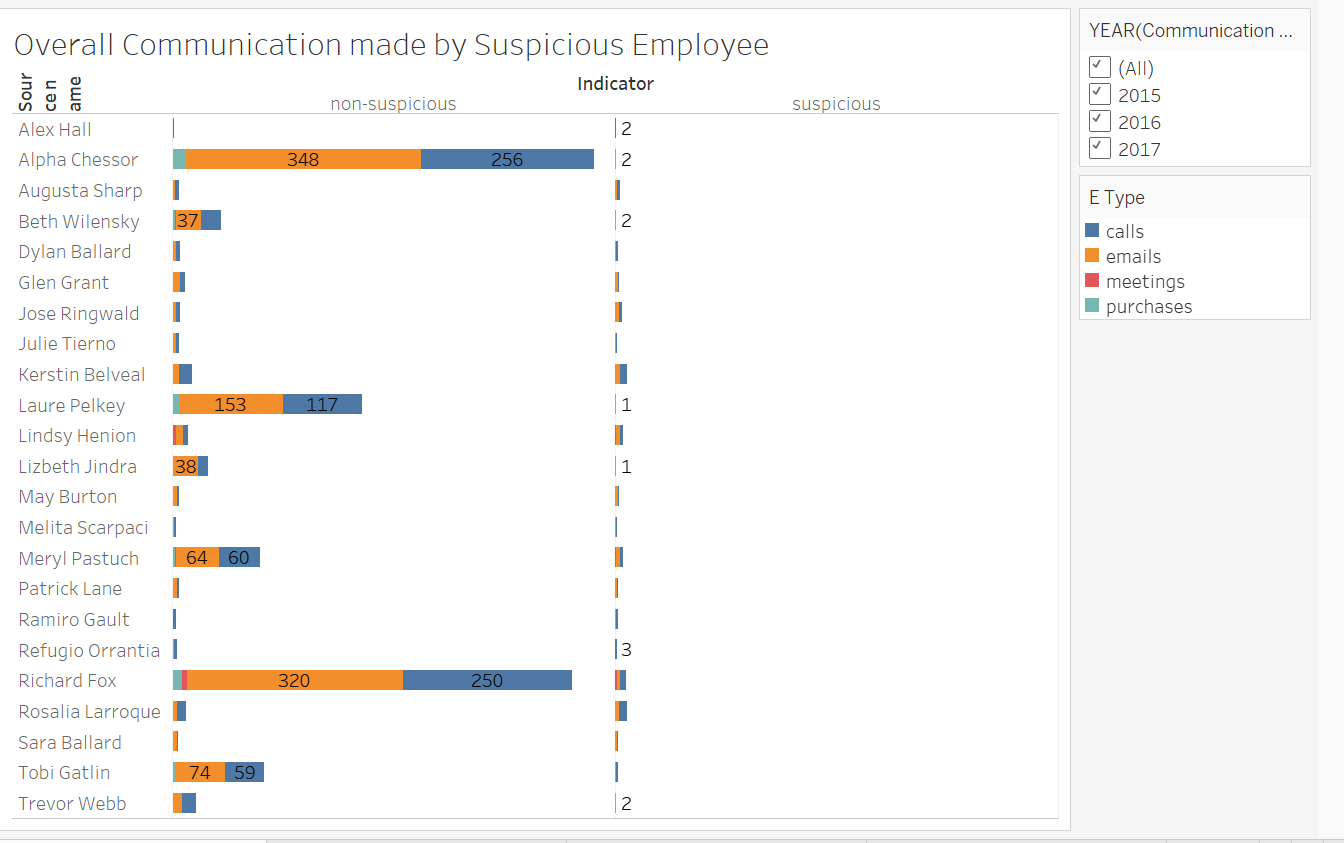 Overall Communication made by Suspicious Employee
Sour
ce n
ame
Indicator
non-suspicious suspicious
Alex Hall 2
Alpha Chessor 348 256 2
Augusta Sharp
Beth Wilensky 37 2
Dylan Ballard
Glen Grant
Jose Ringwald
Julie Tierno
Kerstin Belveal
Laure Pelkey 153 117 1
Lindsy Henion
Lizbeth Jindra 38 1
May Burton
Melita Scarpaci
Meryl Pastuch 64 60
Patrick Lane
Ramiro Gault
Refugio Orrantia 3
Richard Fox 320 250
Rosalia Larroque
Sara Ballard
Tobi Gatlin 74 59
Trevor Webb 2
YEAR(Communication ...
(All)
2015
2016
2017
E Type
calls
emails
meetings
purchases